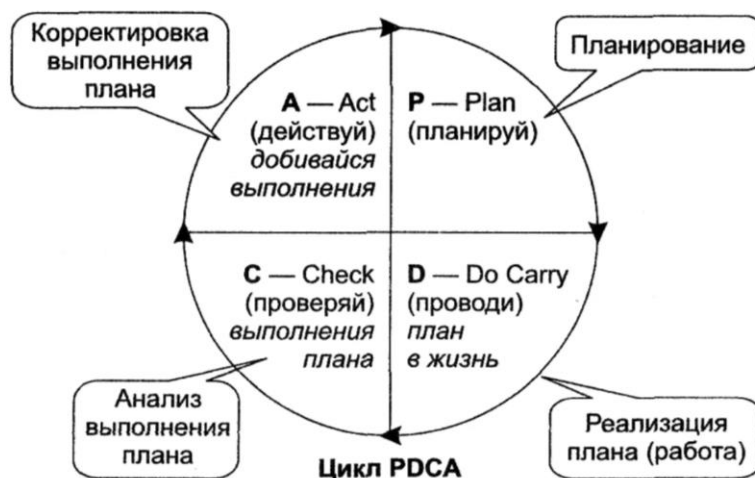 Корректировка
выполнения
плана
Планирование
A — Act
(действуй)
добивайся
выполнения
P — Plan
(планируй)
C — Check
(проверяй)
выполнения
плана
D — Do Carry
(проводи)
план
в жизнь
Анализ
выполнения
плана
Реализация
плана (работа)
Цикл PDCA